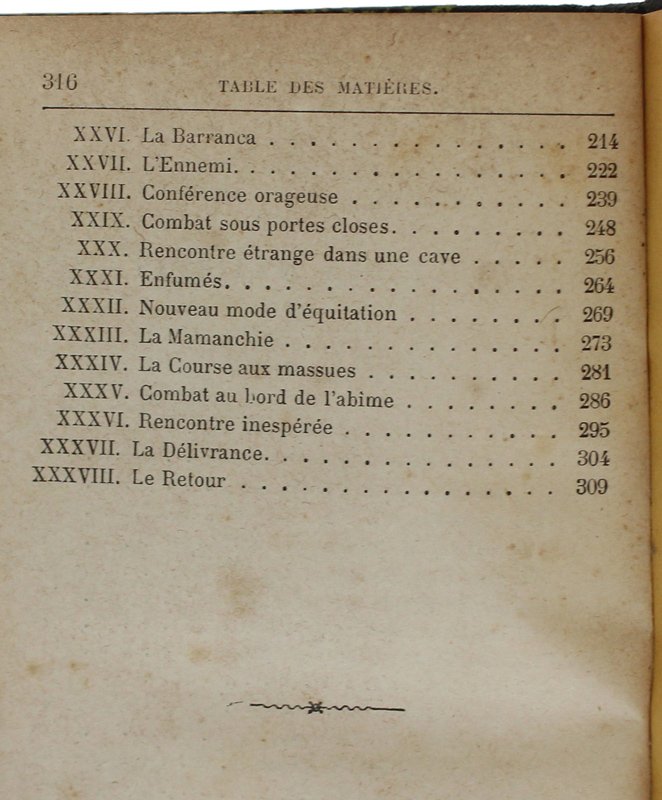 316 TABLE DES MATIÈRES.
XXVI. La Barranca . . . . . . . . . . . . . . . 214
XXVII. L'Ennemi. . . . . . . . . . . . . . . . . 222
XXVIII. Conférence orageuse . . . . . . . . . . . 239
XXIX. Combat sous portes closes. . . . . . . . . 248
XXX. Rencontre étrange dans une cave . . . . . 256
XXXI. Enfumés. . . . . . . . . . . . . . . . . 264
XXXII. Nouveau mode d'équitation . . . . . . . . 269
XXXIII. La Mamanchie . . . . . . . . . . . . . . 273
XXXIV. La Course aux massues . . . . . . . . . . 281
XXXV. Combat au bord de l'abime . . . . . . . . 286
XXXVI. Rencontre inespérée . . . . . . . . . . . 295
XXXVII. La Délivrance. . . . . . . . . . . . . . . 304
XXXVIII. Le Retour . . . . . . . . . . . . . . . . 309